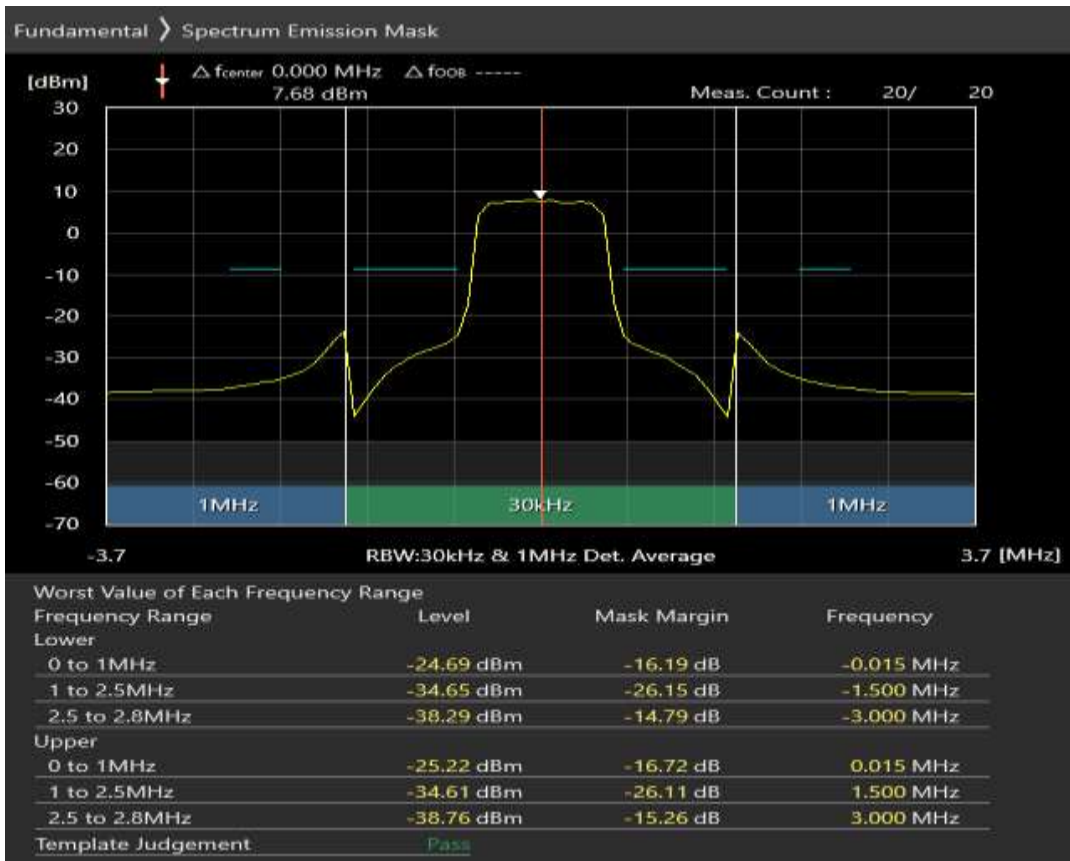 Fundamental 》 Spectrum Emission Mask
[dBm] △ fcenter 0.000 MHz △ fOOB -----
7.68 dBm Meas. Count : 20/ 20
30
20
10
0
-10
-20
-30
-40
-50
-60
-70
1MHz 30kHz 1MHz
-3.7 RBW:30kHz & 1MHz Det. Average 3.7 [MHz]
Worst Value of Each Frequency Range
Frequency Range Level Mask Margin Frequency
Lower
0 to 1MHz -24.69 dBm -16.19 dB -0.015 MHz
1 to 2.5MHz -34.65 dBm -26.15 dB -1.500 MHz
2.5 to 2.8MHz -38.29 dBm -14.79 dB -3.000 MHz
Upper
0 to 1MHz -25.22 dBm -16.72 dB 0.015 MHz
1 to 2.5MHz -34.61 dBm -26.11 dB 1.500 MHz
2.5 to 2.8MHz -38.76 dBm -15.26 dB 3.000 MHz
Template Judgement Pass